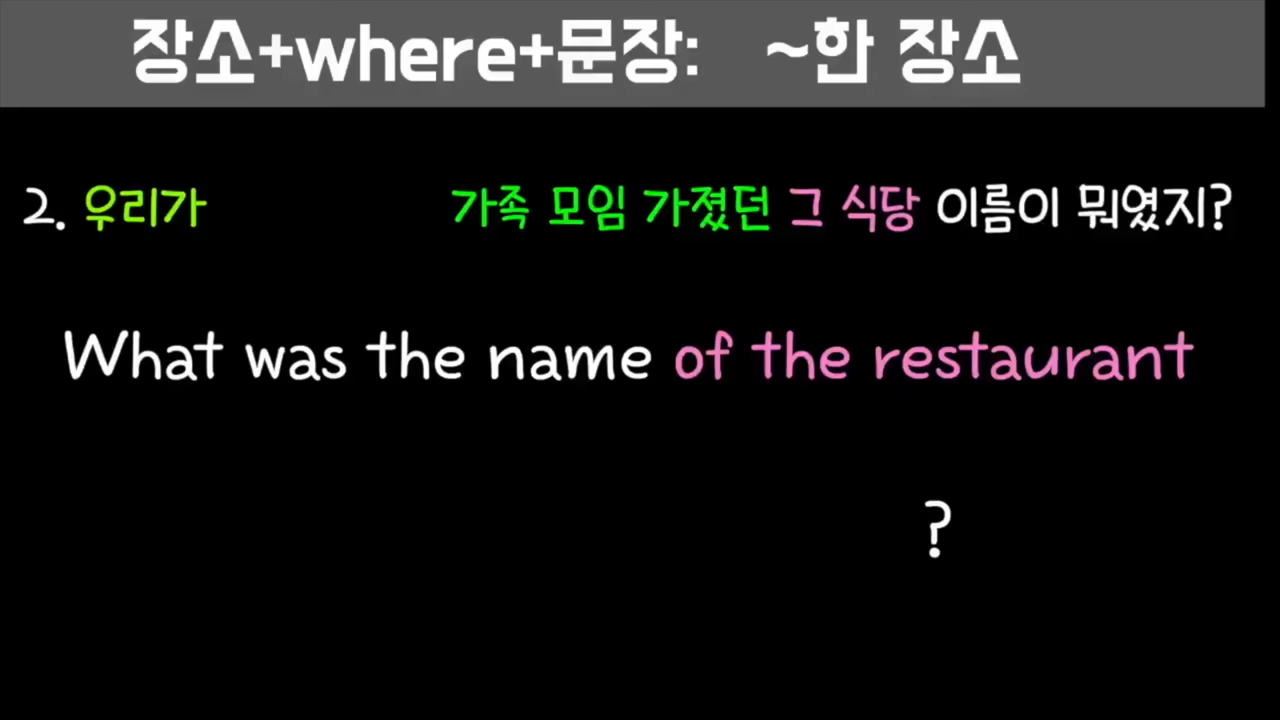 장소+where+문장: ~한 장소
2. 우리가 가족 모임 가졌던 그 식당 이름이 뭐였지?
What was the name of the restaurant
?